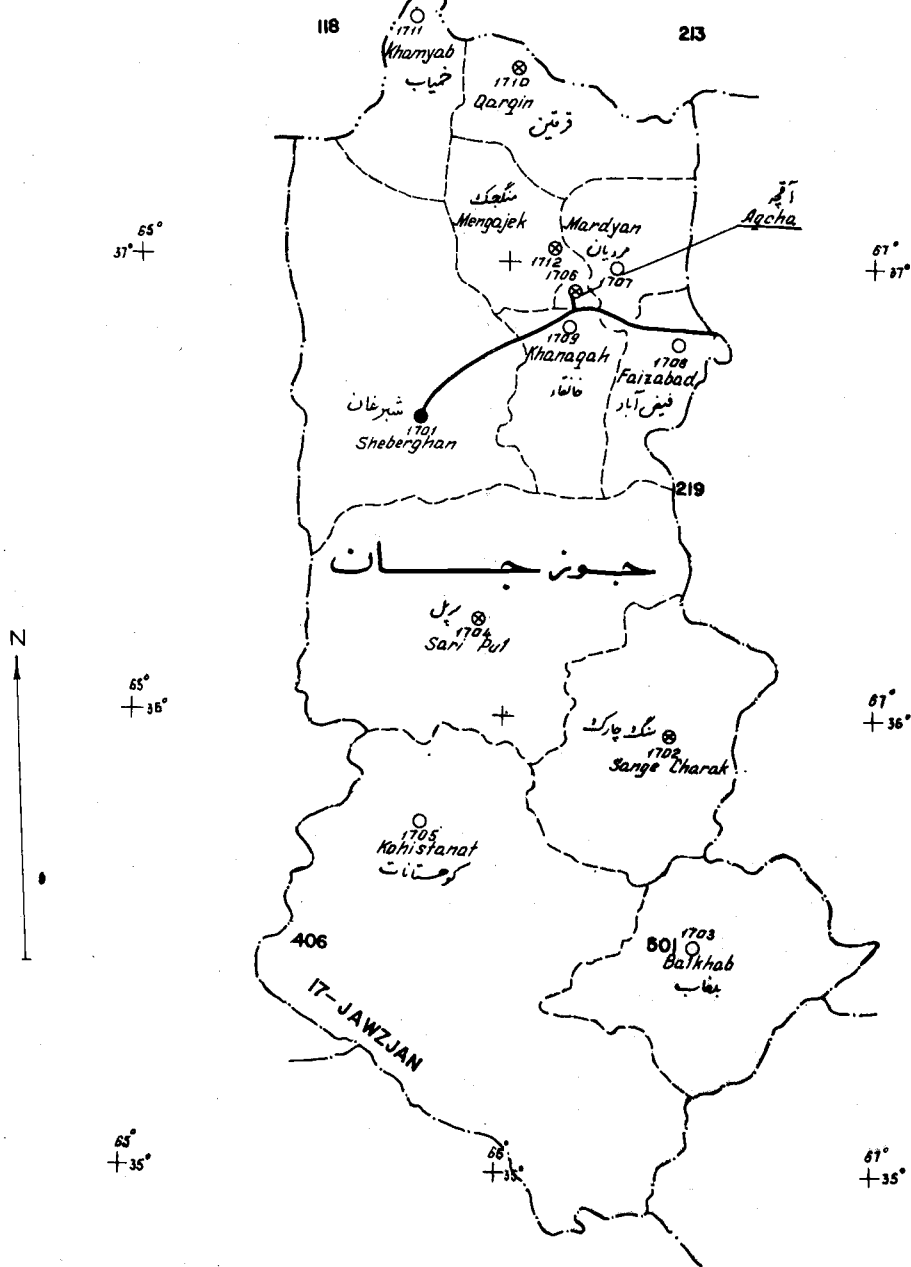 118
213
1711
Khamyab
خمیاب
1710
Qarqin
قرقین
منگجک
Mengajek
Mardyan
مردیان
آقچه
Aqcha
65°
37°
67°
37°
1712
1706
1707
1709
Khanaqah
خانقاه
1708
Faizabad
فیض آباد
شبرغان
1701
Sheberghan
219
جوزجان
N
سرپل
1704
Sari Pul
65°
36°
67°
36°
سنگ چارک
1702
Sange Charak
1705
Kohistanat
کوهستانات
406
501
1703
Balkhab
بلخاب
17-JAWZJAN
65°
35°
66°
35°
67°
35°